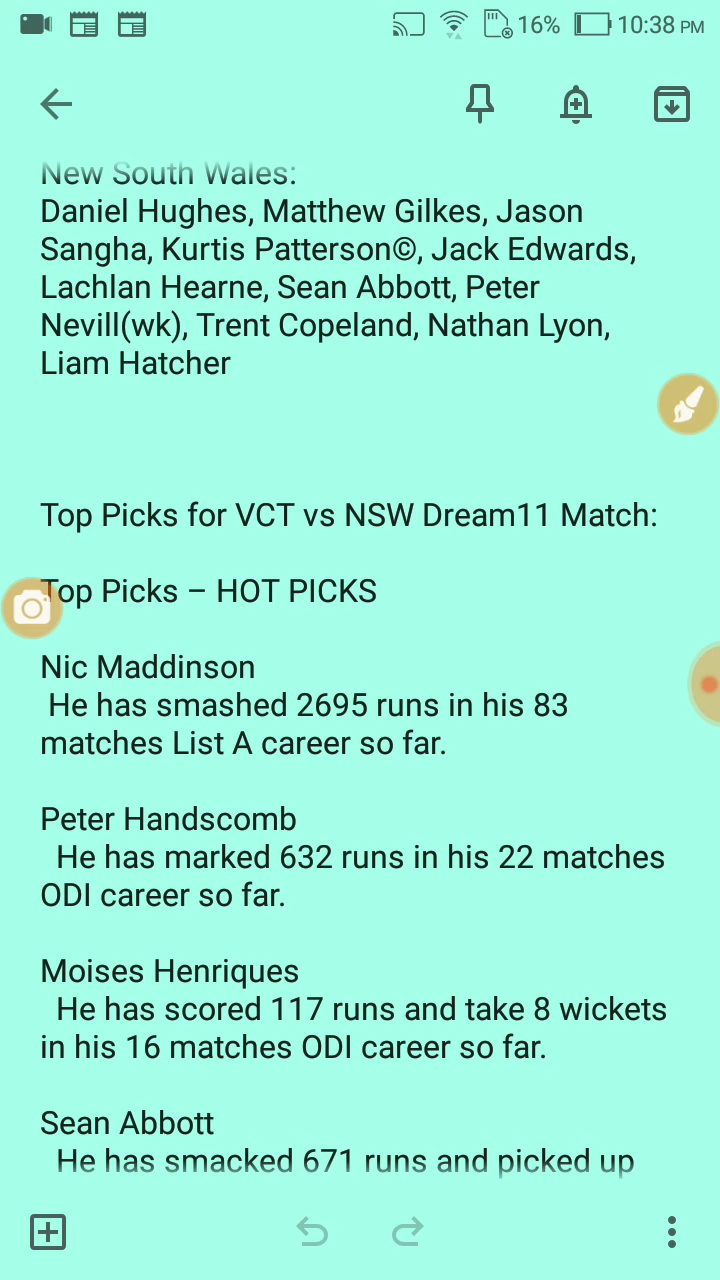 16% 10:38 PM
New South Wales:
Daniel Hughes, Matthew Gilkes, Jason
Sangha, Kurtis Patterson©, Jack Edwards,
Lachlan Hearne, Sean Abbott, Peter
Nevill(wk), Trent Copeland, Nathan Lyon,
Liam Hatcher
Top Picks for VCT vs NSW Dream11 Match:
Top Picks – HOT PICKS
Nic Maddinson
He has smashed 2695 runs in his 83
matches List A career so far.
Peter Handscomb
He has marked 632 runs in his 22 matches
ODI career so far.
Moises Henriques
He has scored 117 runs and take 8 wickets
in his 16 matches ODI career so far.
Sean Abbott
He has smacked 671 runs and picked up